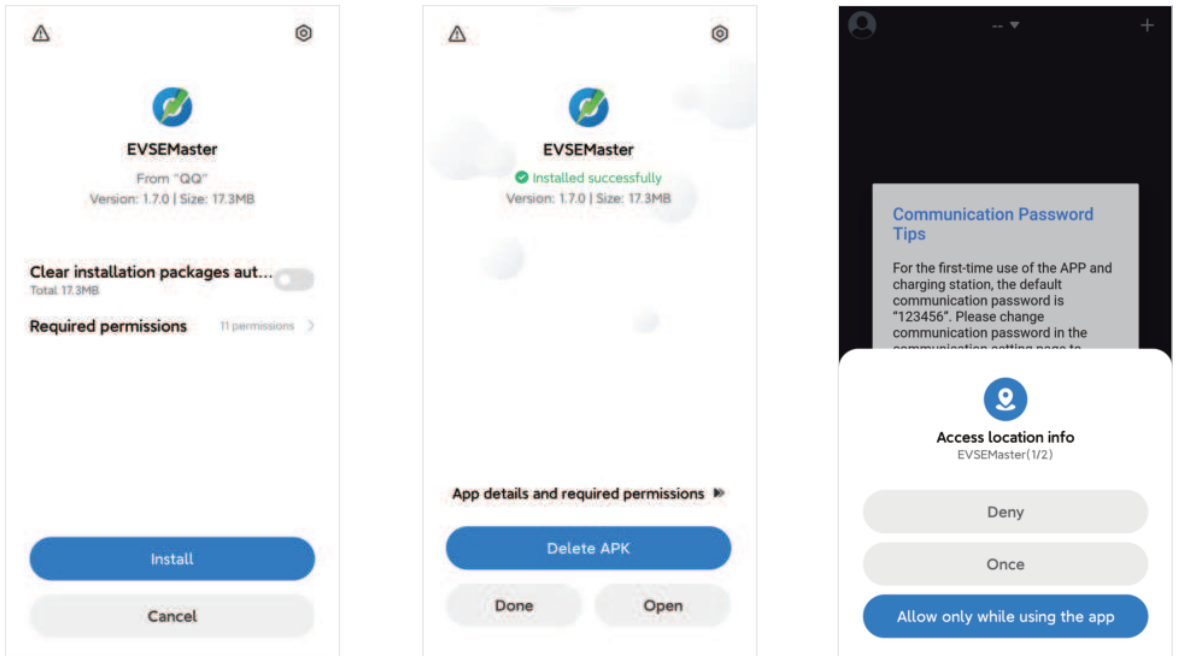 EVSEMaster
From "QQ"
Version: 1.7.0 | Size: 17.3MB
Clear installation packages aut...
Total 17.3MB
Required permissions 11 permissions
Install
Cancel
EVSEMaster
Installed successfully
Version: 1.7.0 | Size: 17.3MB
App details and required permissions
Delete APK
Done Open
--
Communication Password
Tips
For the first-time use of the APP and
charging station, the default
communication password is
"123456". Please change
communication password in the
communication setting page to
Access location info
EVSEMaster(1/2)
Deny
Once
Allow only while using the app